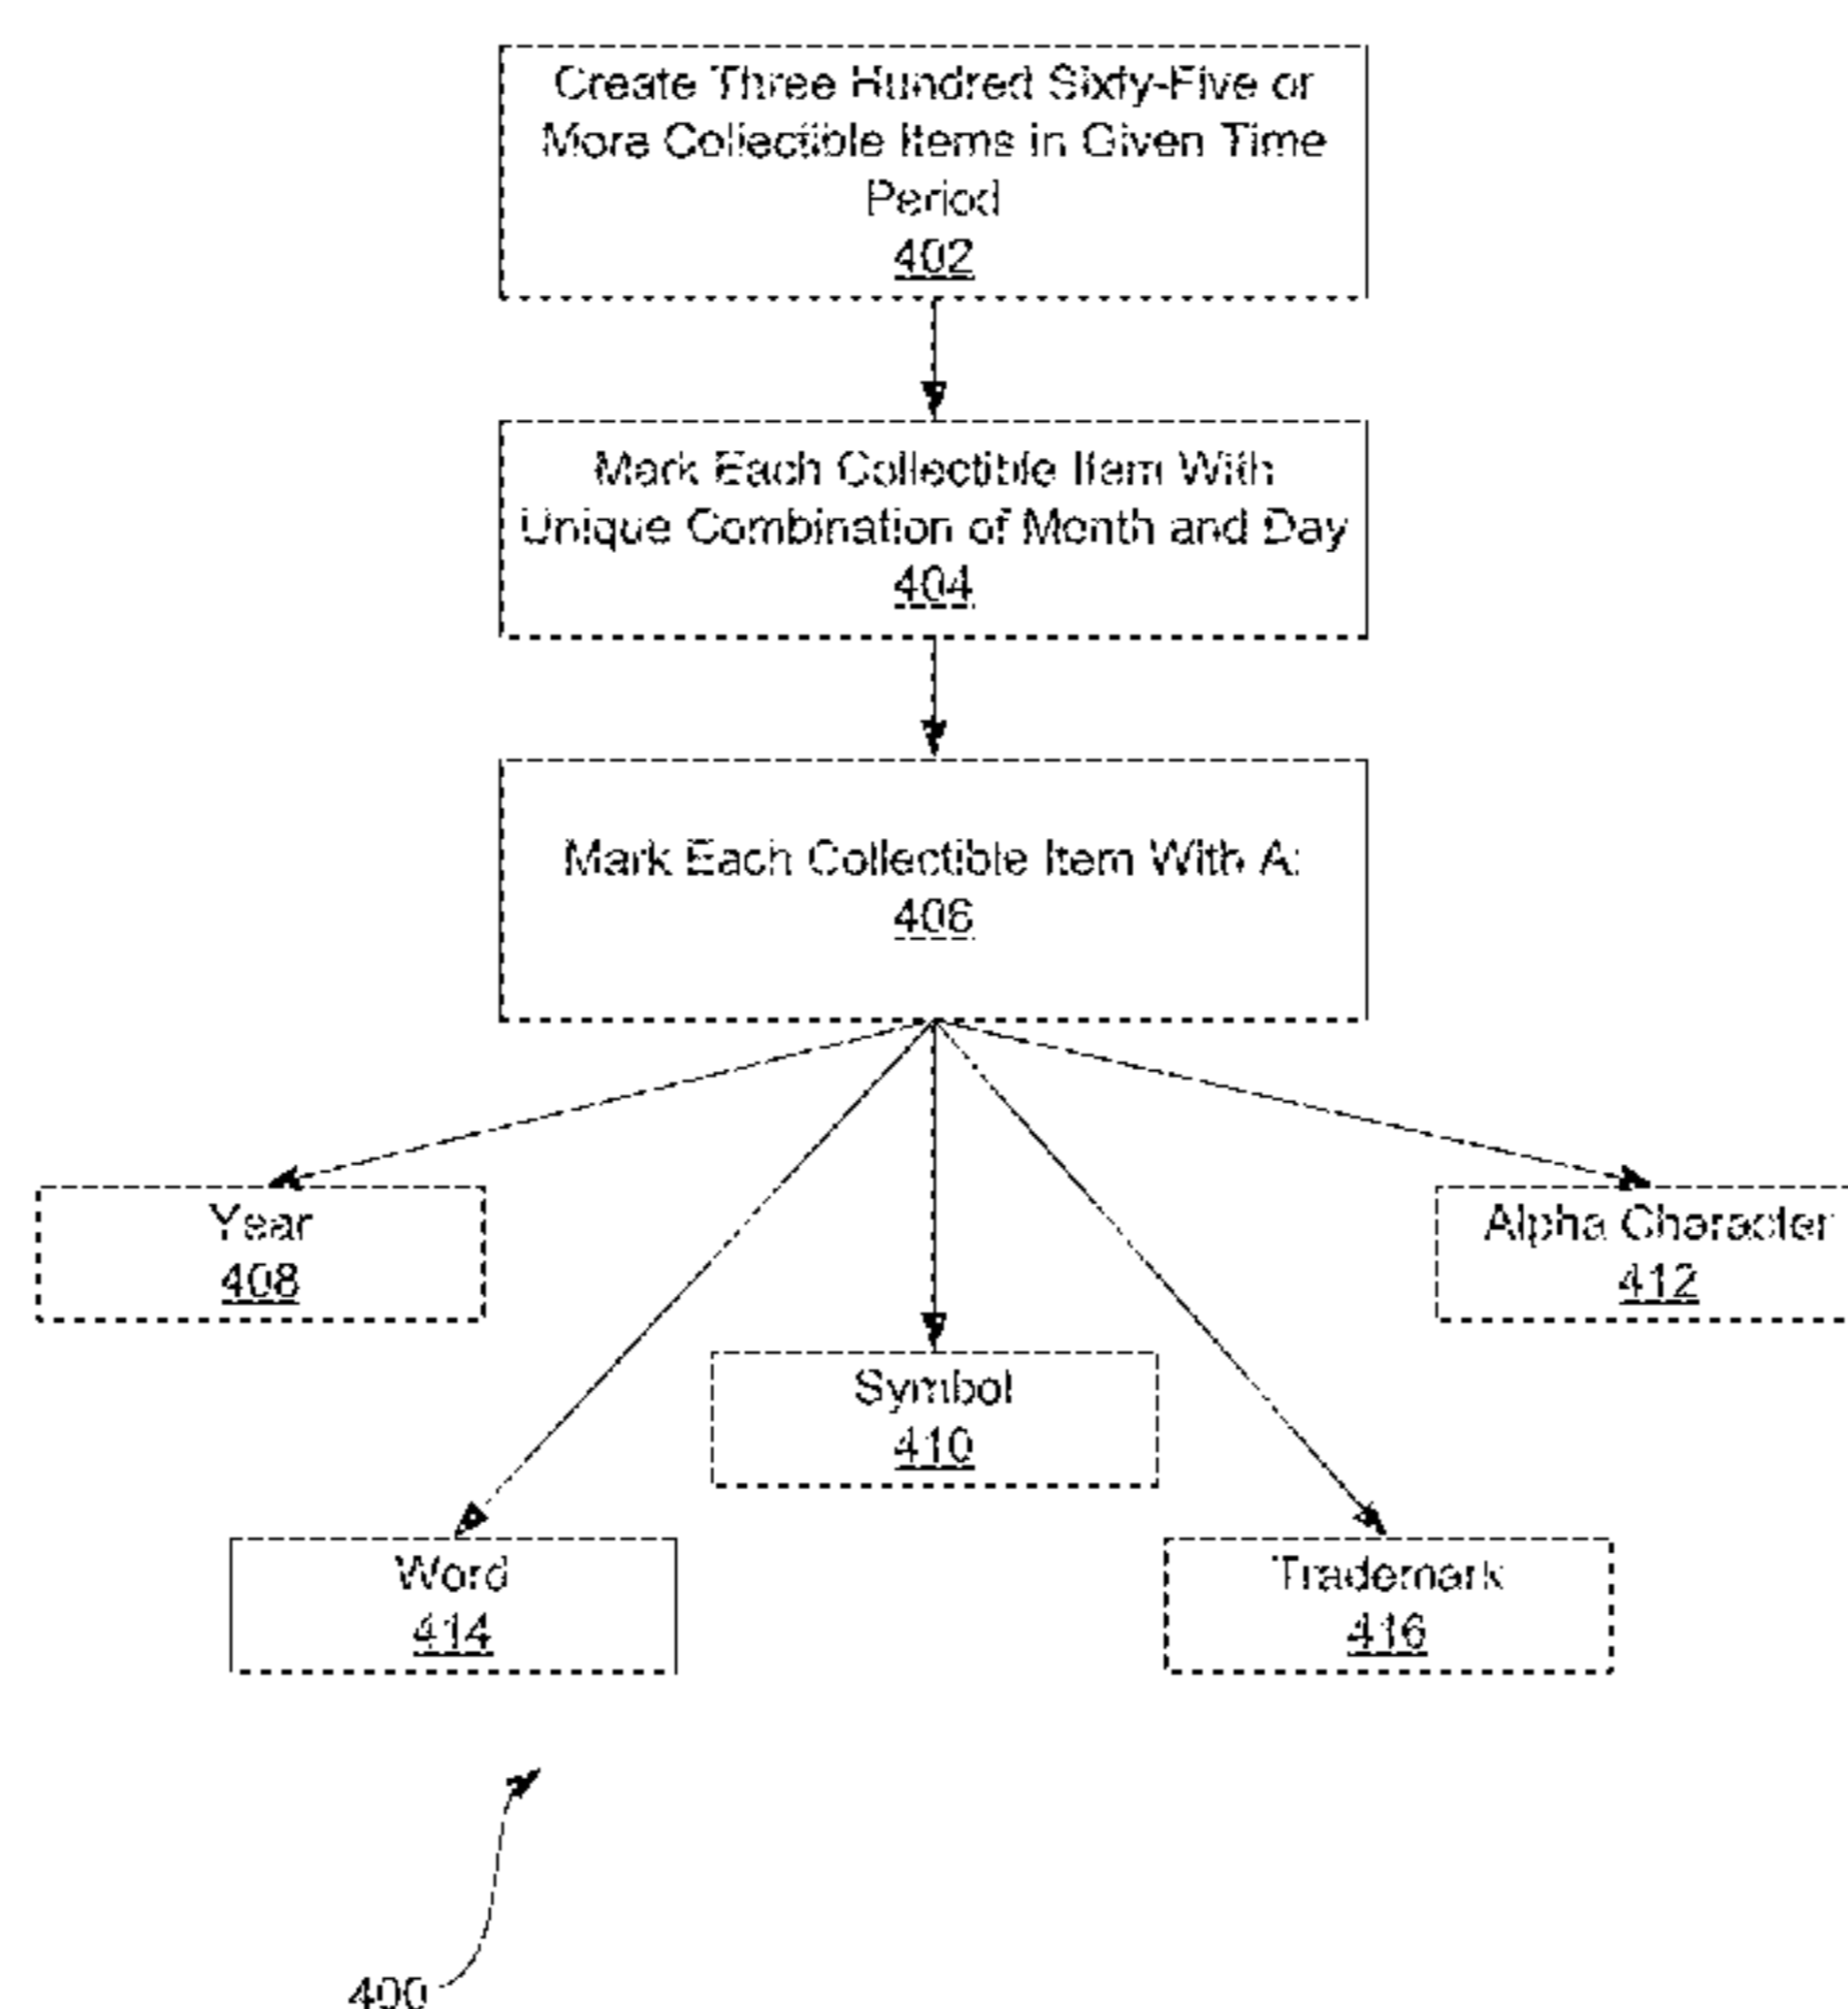 Create Three Hundred Sixty-Five or
More Collectible Items in Given Time
Period
402
Mark Each Collectible Item With
Unique Combination of Month and Day
404
Mark Each Collectible Item With A:
406
Year
408
Alpha Character
412
Symbol
410
Word
414
Trademark
416
400